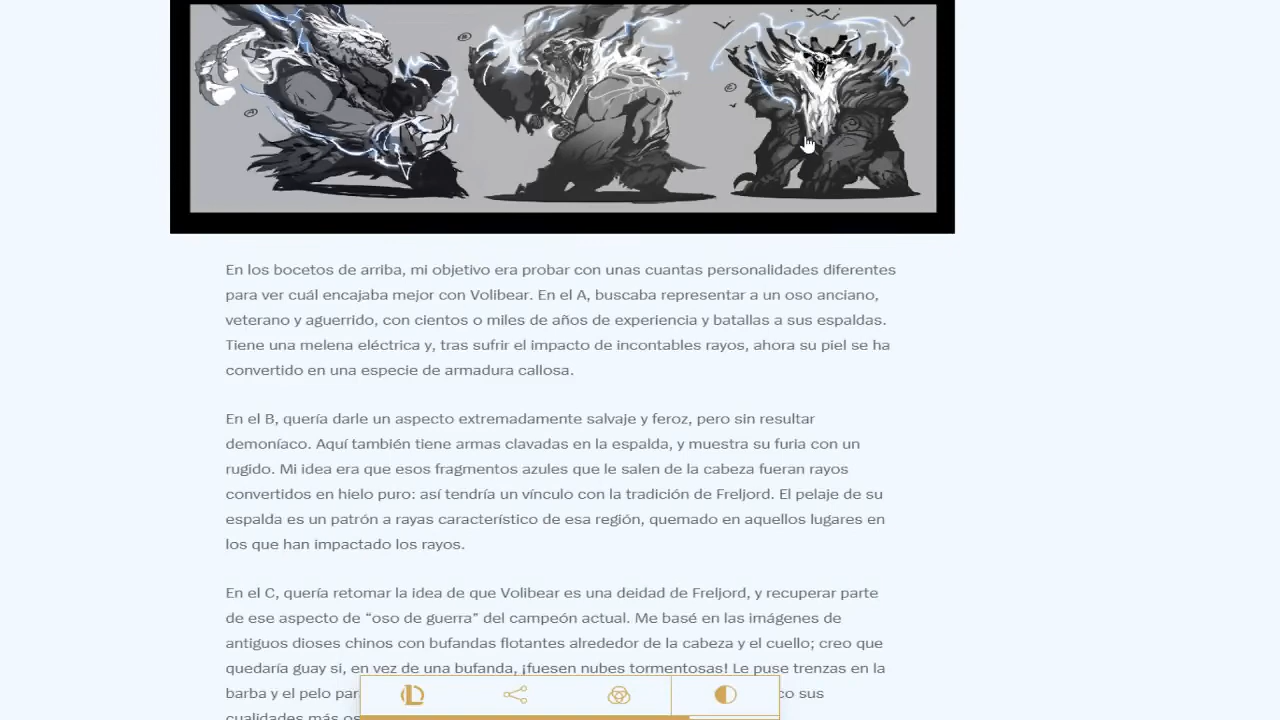 En los bocetos de arriba, mi objetivo era probar con unas cuantas personalidades diferentes
para ver cuál encajaba mejor con Volibear. En el A, buscaba representar a un oso anciano,
veterano y aguerrido, con cientos o miles de años de experiencia y batallas a sus espaldas.
Tiene una melena eléctrica y, tras sufrir el impacto de incontables rayos, ahora su piel se ha
convertido en una especie de armadura callosa.
En el B, quería darle un aspecto extremadamente salvaje y feroz, pero sin resultar
demoníaco. Aquí también tiene armas clavadas en la espalda, y muestra su furia con un
rugido. Mi idea era que esos fragmentos azules que le salen de la cabeza fueran rayos
convertidos en hielo puro: así tendría un vínculo con la tradición de Freljord. El pelaje de su
espalda es un patrón a rayas característico de esa región, quemado en aquellos lugares en
los que han impactado los rayos.
En el C, quería retomar la idea de que Volibear es una deidad de Freljord, y recuperar parte
de ese aspecto de “oso de guerra” del campeón actual. Me basé en las imágenes de
antiguos dioses chinos con bufandas flotantes alrededor de la cabeza y el cuello; creo que
quedaría guay si, en vez de una bufanda, ¡fuesen nubes tormentosas! Le puse trenzas en la
barba y el pelo par co sus
cualidades más os